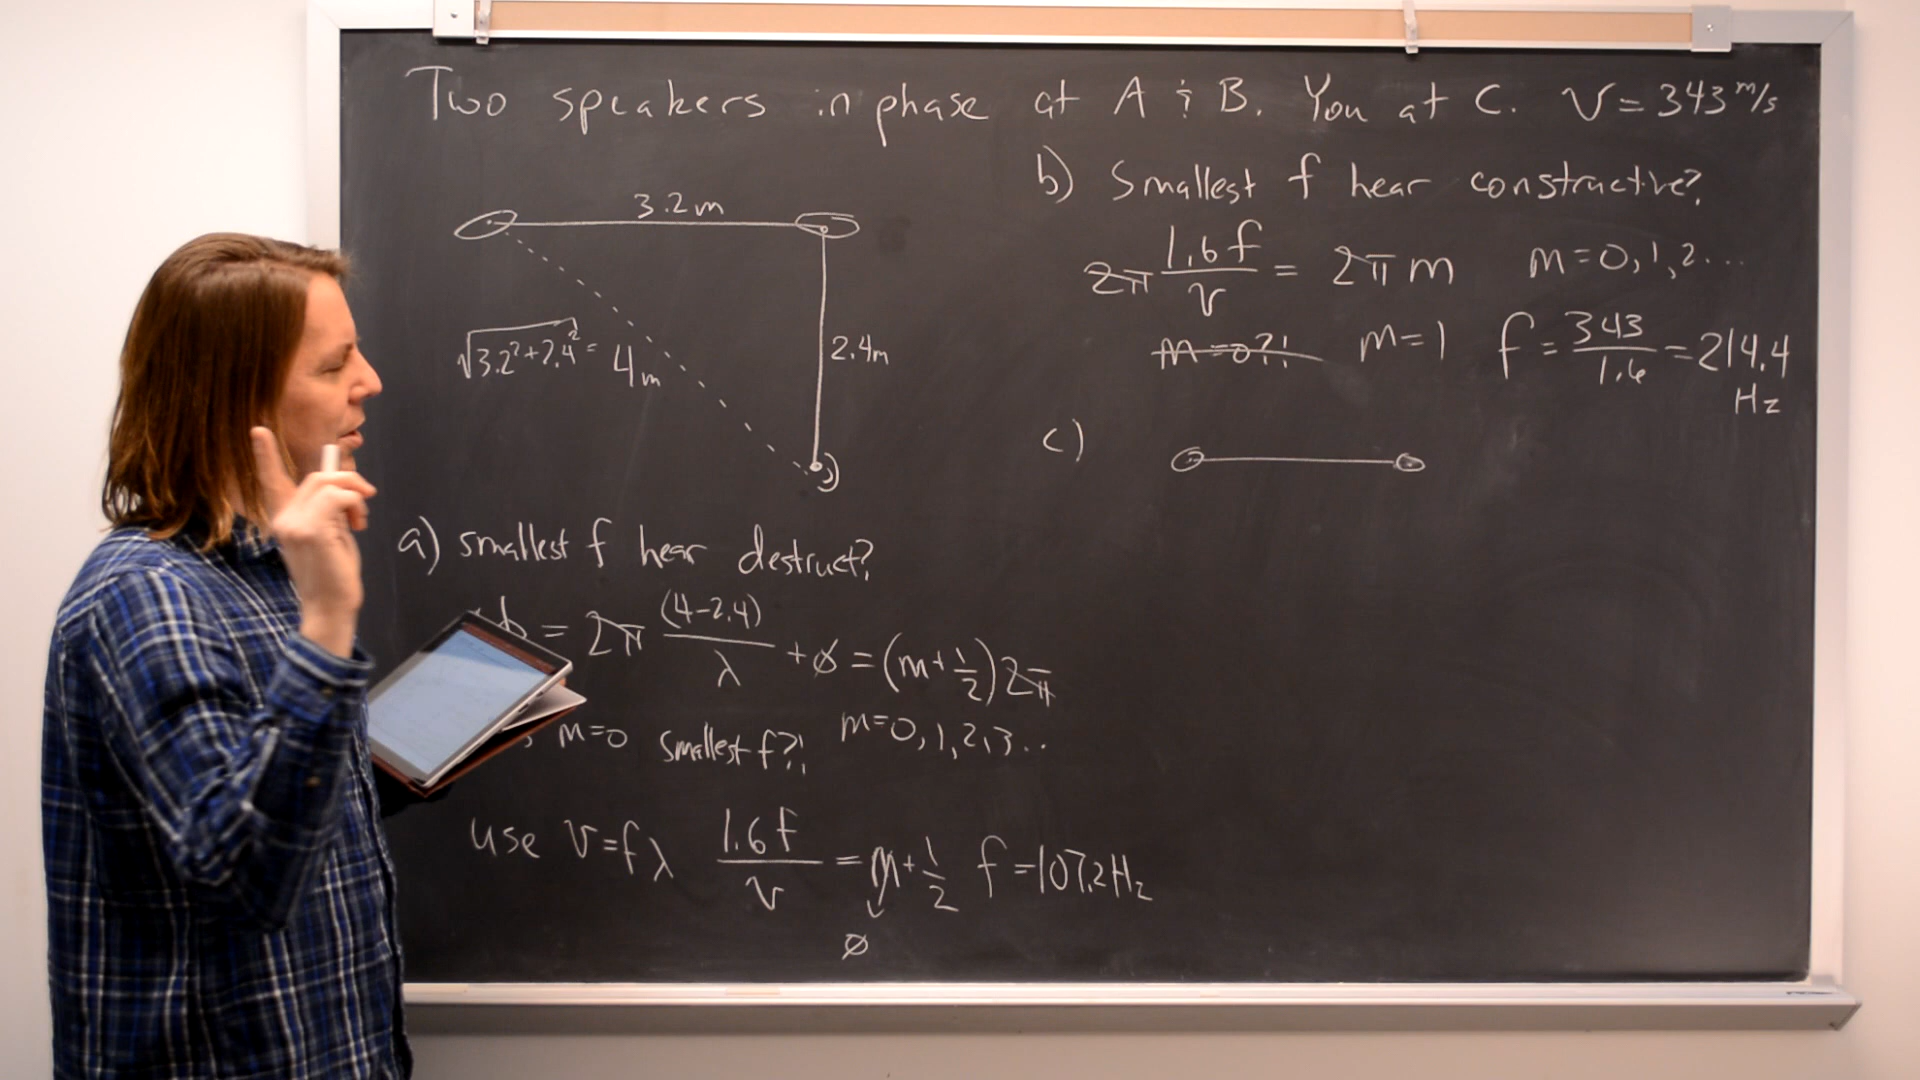 Two speakers in phase at A & B. You at C. v = 343 m/s
3.2m
√3.2²+2.4² = 4m
2.4m
a) smallest f hear destruct?
= 2π (4-2.4)/λ + ø = (m+1/2)2π
m=0 smallest f?! m=0,1,2,3..
use v=fλ 1.6f/v = m+1/2 f=107.2Hz
ø
b) Smallest f hear constructive?
2π 1.6f/v = 2π m m=0,1,2...
m=0?! m=1 f = 343/1.6 = 214.4 Hz
c)